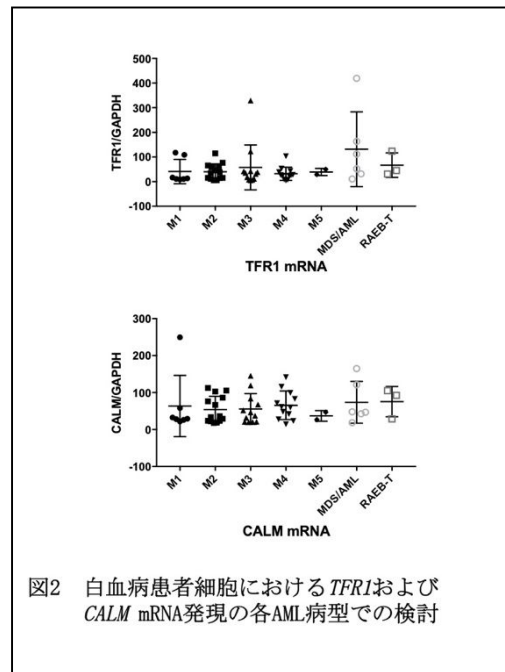 500
400
300
200
100
0
-100
TFR1/GAPDH
M1
M2
M3
M4
M5
MDS/AML
RAEB-T
TFR1 mRNA
300
200
100
0
-100
CALM/GAPDH
M1
M2
M3
M4
M5
MDS/AML
RAEB-T
CALM mRNA
図2 白血病患者細胞におけるTFR1および
CALM mRNA発現の各AML病型での検討